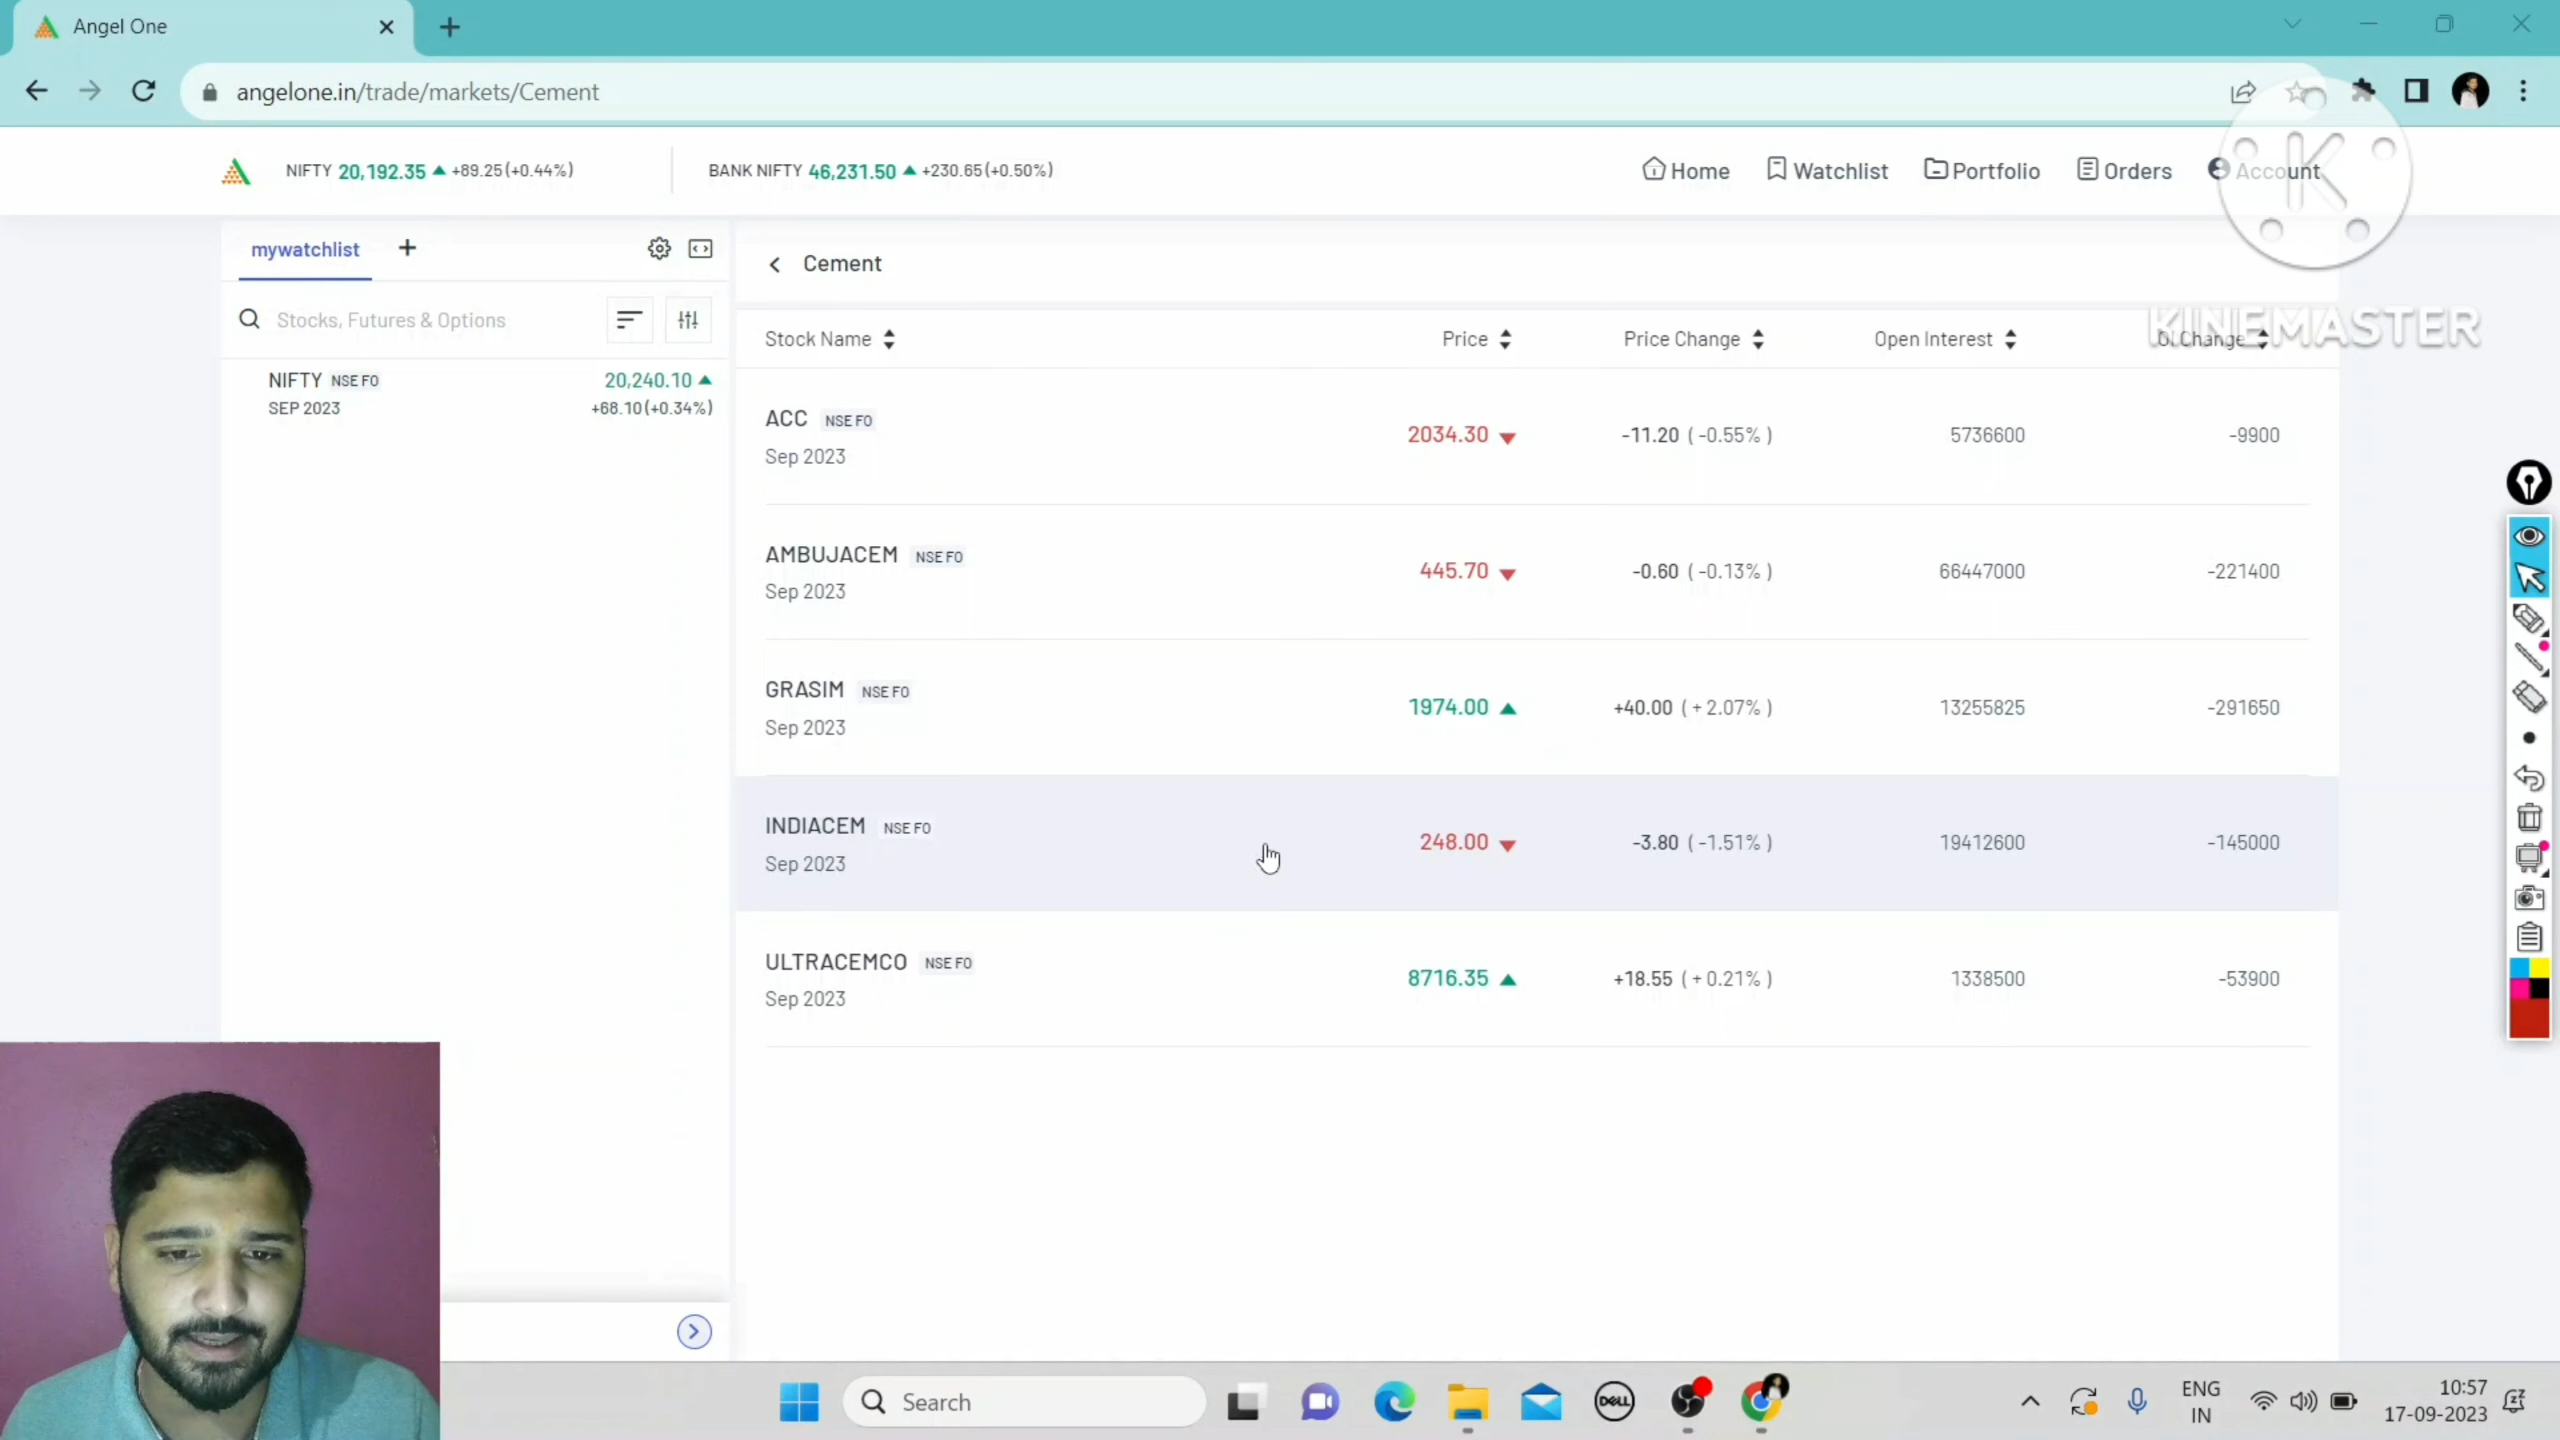 Angel One
angelone.in/trade/markets/Cement
NIFTY 20,192.35 ▲ +89.25(+0.44%)
BANK NIFTY 46,231.50 ▲ +230.65(+0.50%)
Home
Watchlist
Portfolio
Orders
Account
K
KINEMASTER
mywatchlist +
Stocks, Futures & Options
NIFTY NSE FO 20,240.10 ▲
SEP 2023 +68.10(+0.34%)
Cement
Stock Name Price Price Change Open Interest OI Change
ACC NSE FO
Sep 2023
2034.30 ▼ -11.20 ( -0.55% ) 5736600 -9900
AMBUJACEM NSE FO
Sep 2023
445.70 ▼ -0.60 ( -0.13% ) 66447000 -221400
GRASIM NSE FO
Sep 2023
1974.00 ▲ +40.00 ( + 2.07% ) 13255825 -291650
INDIACEM NSE FO
Sep 2023
248.00 ▼ -3.80 ( -1.51% ) 19412600 -145000
ULTRACEMCO NSE FO
Sep 2023
8716.35 ▲ +18.55 ( + 0.21% ) 1338500 -53900
Search
DELL
ENG
IN
10:57
17-09-2023